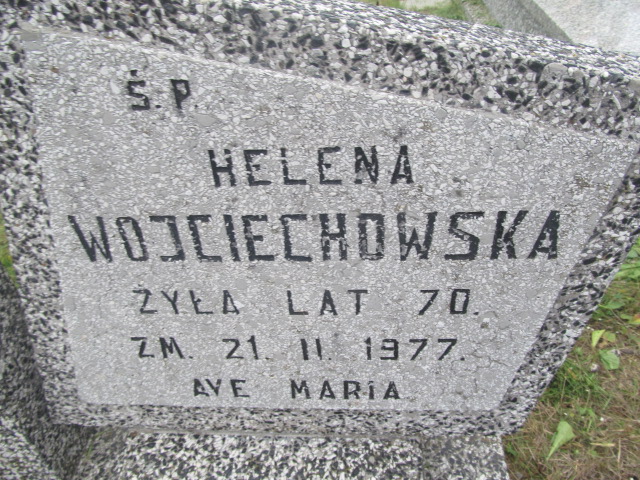 Ś.P.
HELENA
WOJCIECHOWSKA
ŻYŁA LAT 70.
ZM. 21. II. 1977.
AVE MARIA